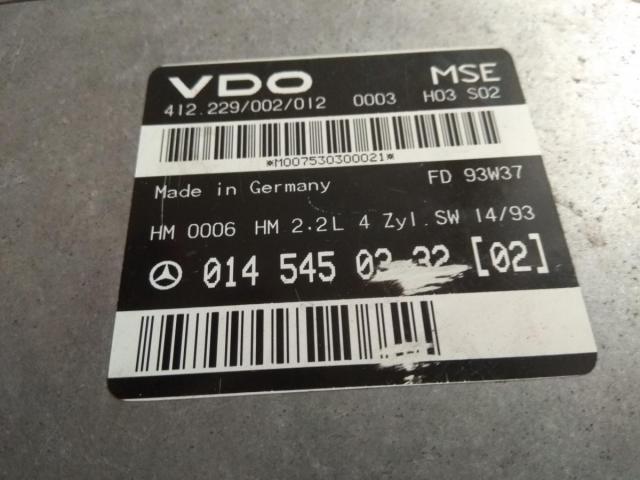 VDO MSE
412.229/002/012 0003 H03 S02
*M007530300021*
Made in Germany FD 93W37
HM 0006 HM 2.2L 4 Zyl. SW 14/93
014 545 03 32 [02]